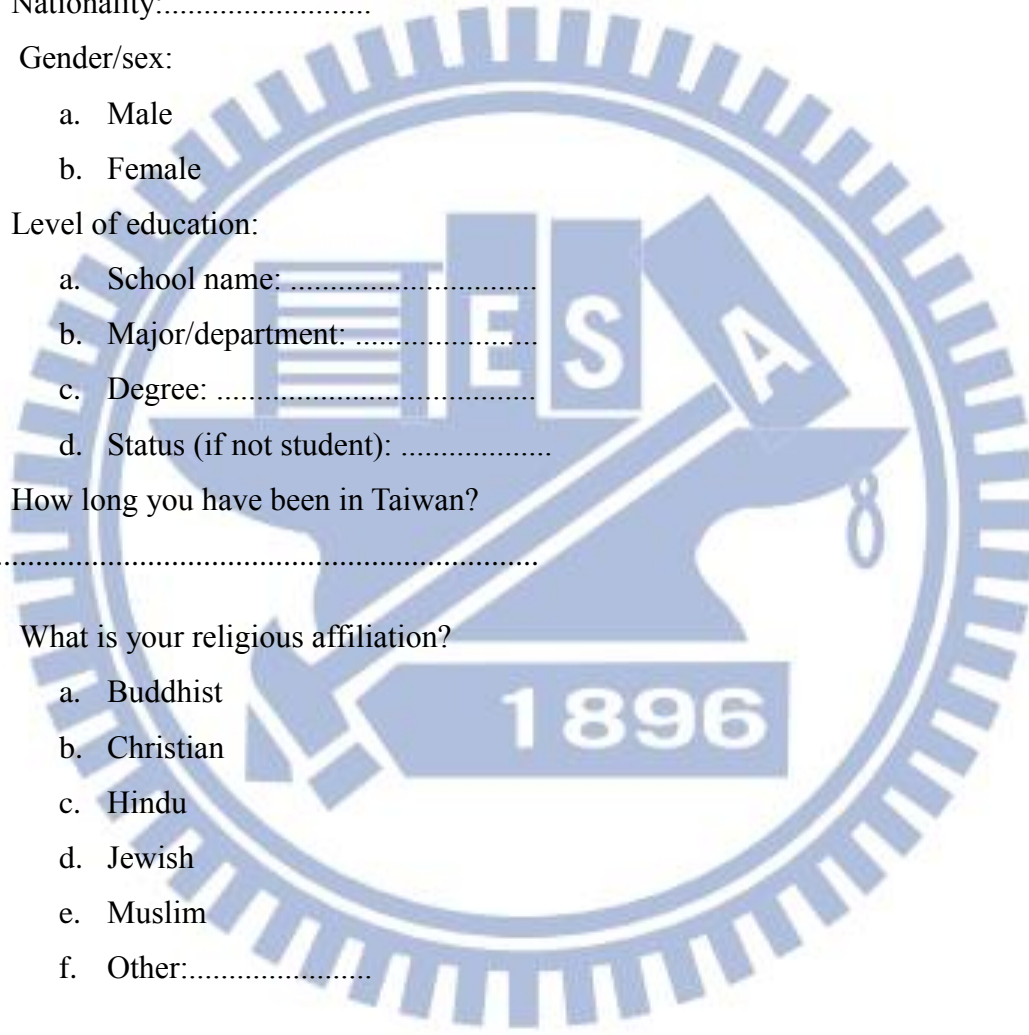 Nationality:..........................
Gender/sex:
a. Male
b. Female
Level of education:
a. School name: ...............................
b. Major/department: .......................
c. Degree: ........................................
d. Status (if not student): ...................
How long you have been in Taiwan?
....................................................................
What is your religious affiliation?
a. Buddhist
b. Christian
c. Hindu
d. Jewish
e. Muslim
f. Other:.......................
E S A
1896